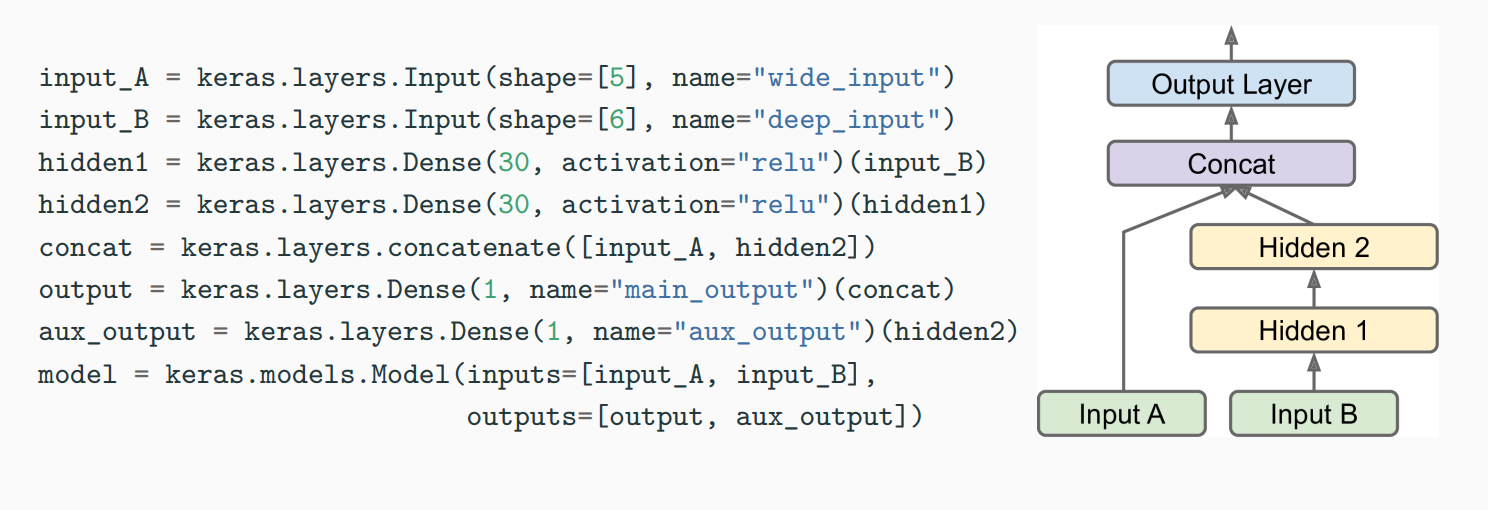 input_A = keras.layers.Input(shape=[5], name="wide_input")
input_B = keras.layers.Input(shape=[6], name="deep_input")
hidden1 = keras.layers.Dense(30, activation="relu")(input_B)
hidden2 = keras.layers.Dense(30, activation="relu")(hidden1)
concat = keras.layers.concatenate([input_A, hidden2])
output = keras.layers.Dense(1, name="main_output")(concat)
aux_output = keras.layers.Dense(1, name="aux_output")(hidden2)
model = keras.models.Model(inputs=[input_A, input_B],
                           outputs=[output, aux_output])
Output Layer
Concat
Hidden 2
Hidden 1
Input A
Input B